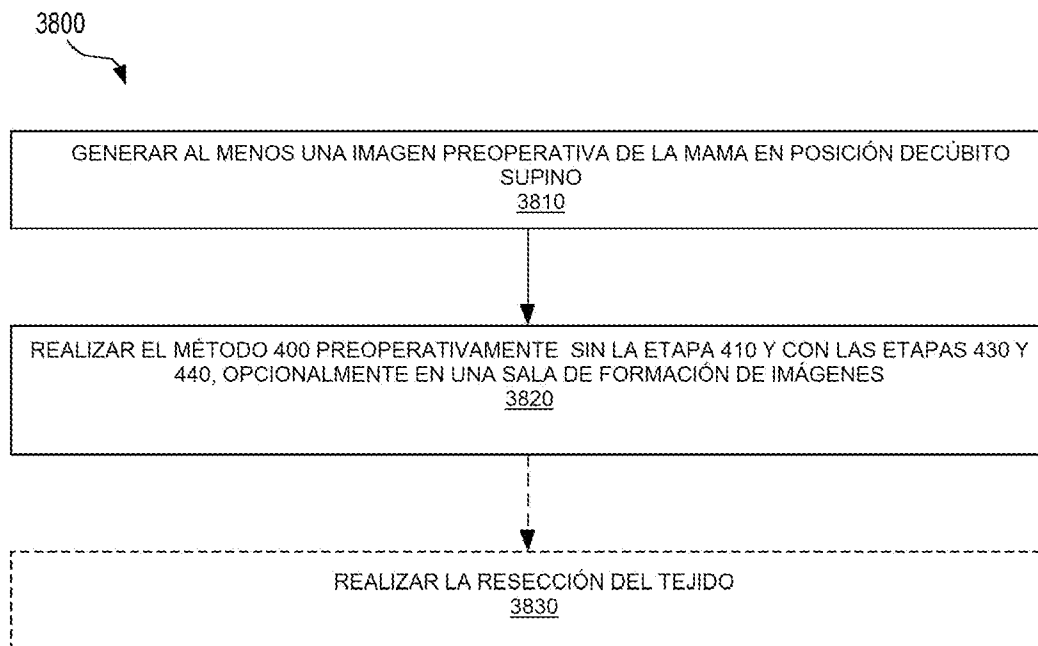 3800
GENERAR AL MENOS UNA IMAGEN PREOPERATIVA DE LA MAMA EN POSICIÓN DECÚBITO
SUPINO
3810
REALIZAR EL MÉTODO 400 PREOPERATIVAMENTE SIN LA ETAPA 410 Y CON LAS ETAPAS 430 Y
440, OPCIONALMENTE EN UNA SALA DE FORMACIÓN DE IMÁGENES
3820
REALIZAR LA RESECCIÓN DEL TEJIDO
3830